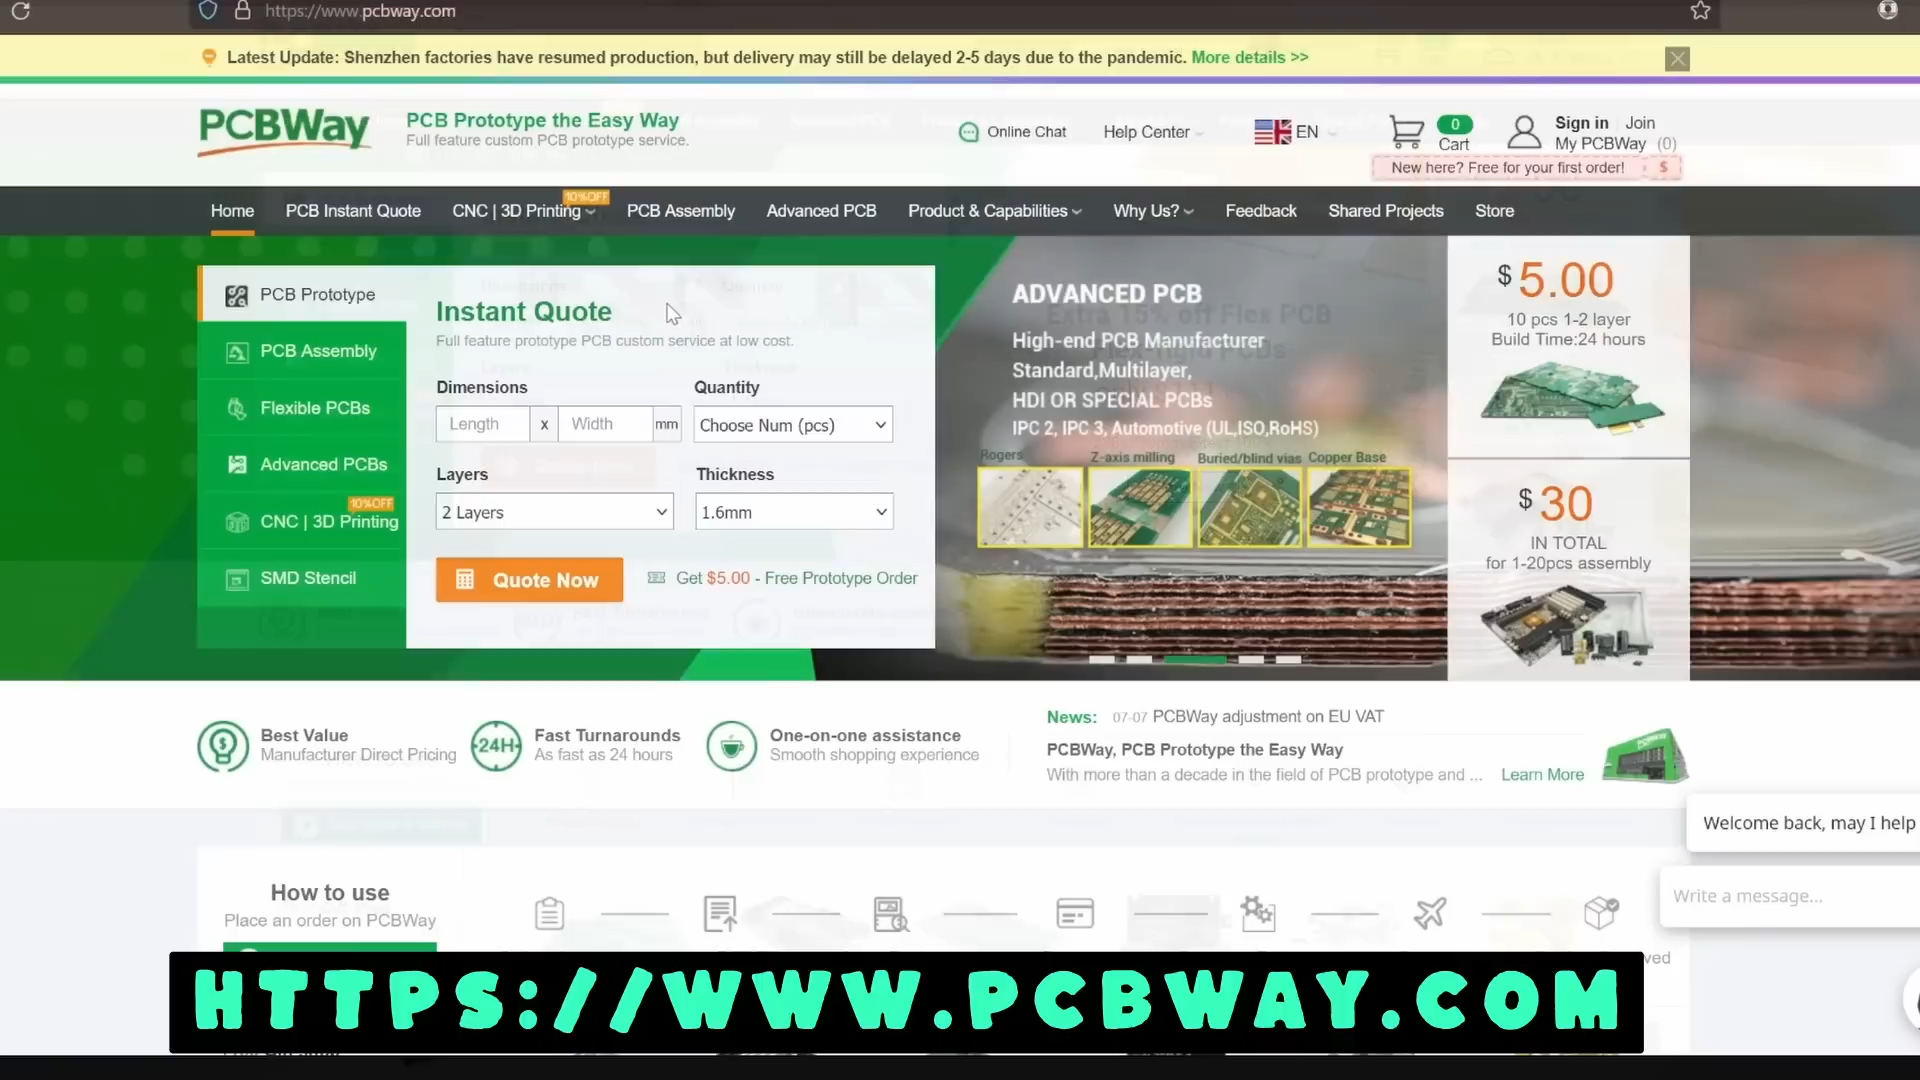 https://www.pcbway.com
Latest Update: Shenzhen factories have resumed production, but delivery may still be delayed 2-5 days due to the pandemic. More details >>
PCBWay
PCB Prototype the Easy Way
Full feature custom PCB prototype service.
Online Chat
Help Center
EN
0
Cart
Sign in
Join
My PCBWay (0)
New here? Free for your first order!
$
Home
PCB Instant Quote
CNC | 3D Printing
10%OFF
PCB Assembly
Advanced PCB
Product & Capabilities
Why Us?
Feedback
Shared Projects
Store
PCB Prototype
PCB Assembly
Flexible PCBs
Advanced PCBs
10%OFF
CNC | 3D Printing
SMD Stencil
Instant Quote
Full feature prototype PCB custom service at low cost.
Dimensions
Quantity
Length
x
Width
mm
Choose Num (pcs)
Layers
Thickness
2 Layers
1.6mm
Quote Now
Get $5.00 - Free Prototype Order
ADVANCED PCB
Extra 15% off Flex PCB
High-end PCB Manufacturer
Standard,Multilayer,
HDI OR SPECIAL PCBs
IPC 2, IPC 3, Automotive (UL,ISO,RoHS)
Rogers
Z-axis milling
Buried/blind vias
Copper Base
$ 5.00
10 pcs 1-2 layer
Build Time:24 hours
$ 30
IN TOTAL
for 1-20pcs assembly
Best Value
Manufacturer Direct Pricing
24H
Fast Turnarounds
As fast as 24 hours
One-on-one assistance
Smooth shopping experience
News: 07-07 PCBWay adjustment on EU VAT
PCBWay, PCB Prototype the Easy Way
With more than a decade in the field of PCB prototype and ... Learn More
Welcome back, may I help
Write a message...
How to use
Place an order on PCBWay
HTTPS://WWW.PCBWAY.COM